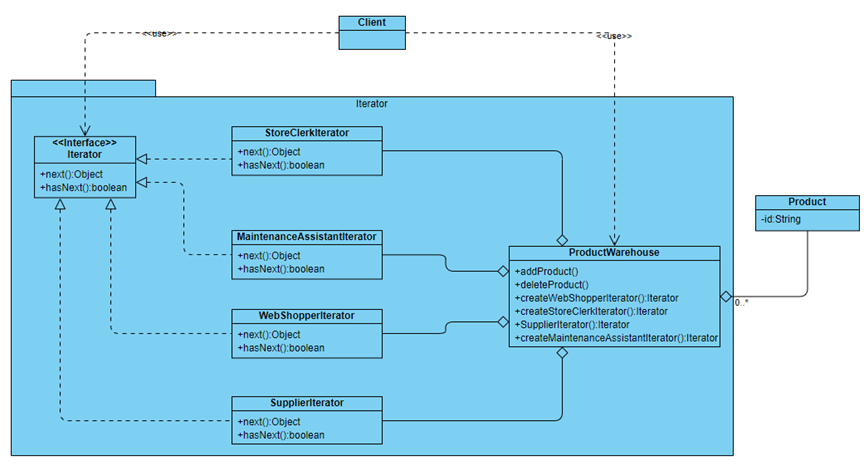 Client
<<use>>
<<use>>
Iterator
<<Interface>>
Iterator
+next():Object
+hasNext():boolean
StoreClerkIterator
+next():Object
+hasNext():boolean
MaintenanceAssistantIterator
+next():Object
+hasNext():boolean
WebShopperIterator
+next():Object
+hasNext():boolean
SupplierIterator
+next():Object
+hasNext():boolean
ProductWarehouse
+addProduct()
+deleteProduct()
+createWebShopperIterator():Iterator
+createStoreClerkIterator():Iterator
+SupplierIterator():Iterator
+createMaintenanceAssistantIterator():Iterator
0..*
Product
-id:String